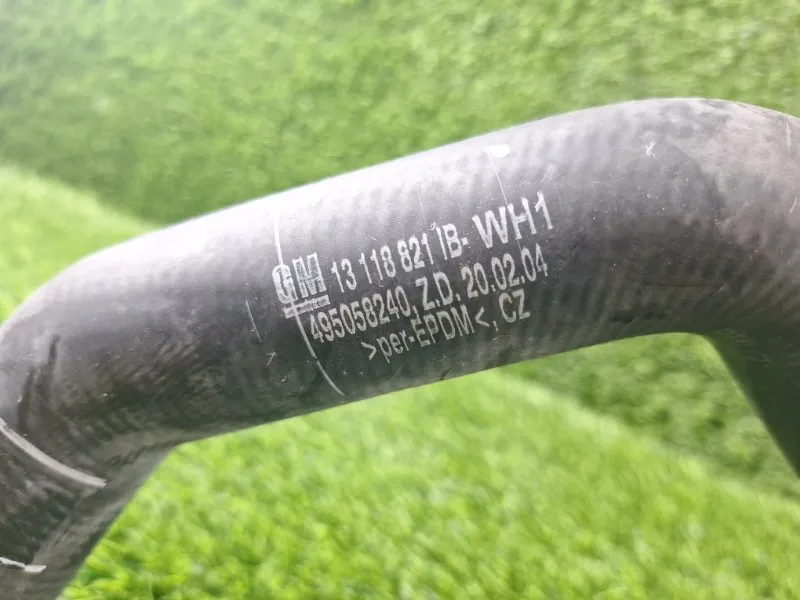 GM 13 118 821 IB- WH1
495058240, Z.D. 20.02.04
>per-EPDM<, CZ